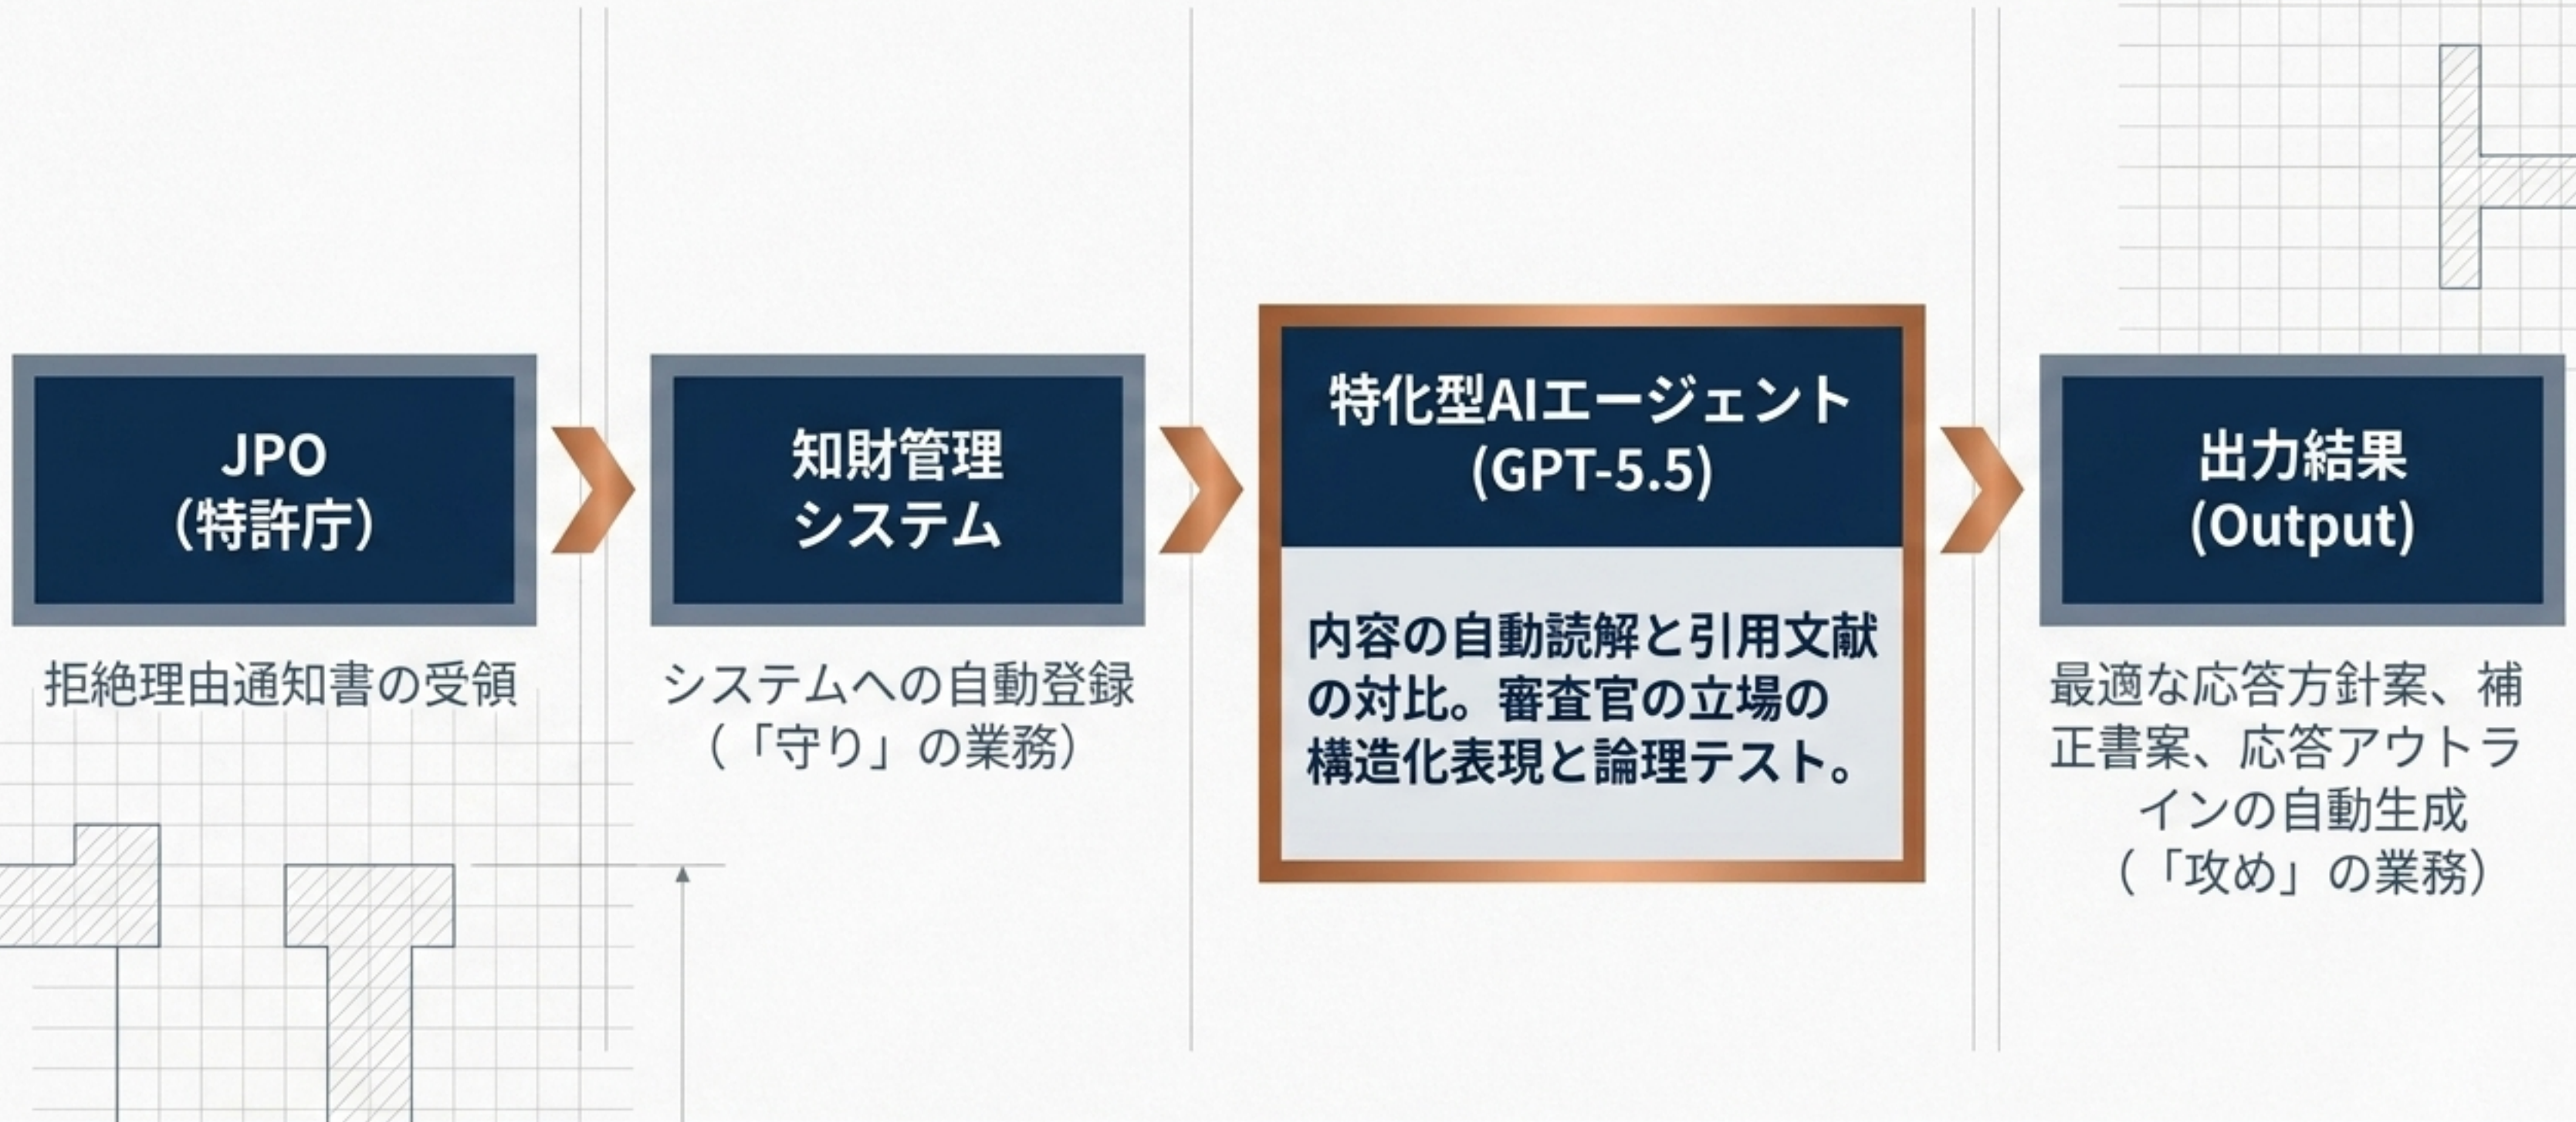 JPO
（特許庁）
拒絶理由通知書の受領
知財管理
システム
システムへの自動登録
（「守り」の業務）
特化型AIエージェント
(GPT-5.5)
内容の自動読解と引用文献
の対比。審査官の立場の
構造化表現と論理テスト。
出力結果
(Output)
最適な応答方針案、補
正書案、応答アウトラ
インの自動生成
（「攻め」の業務）